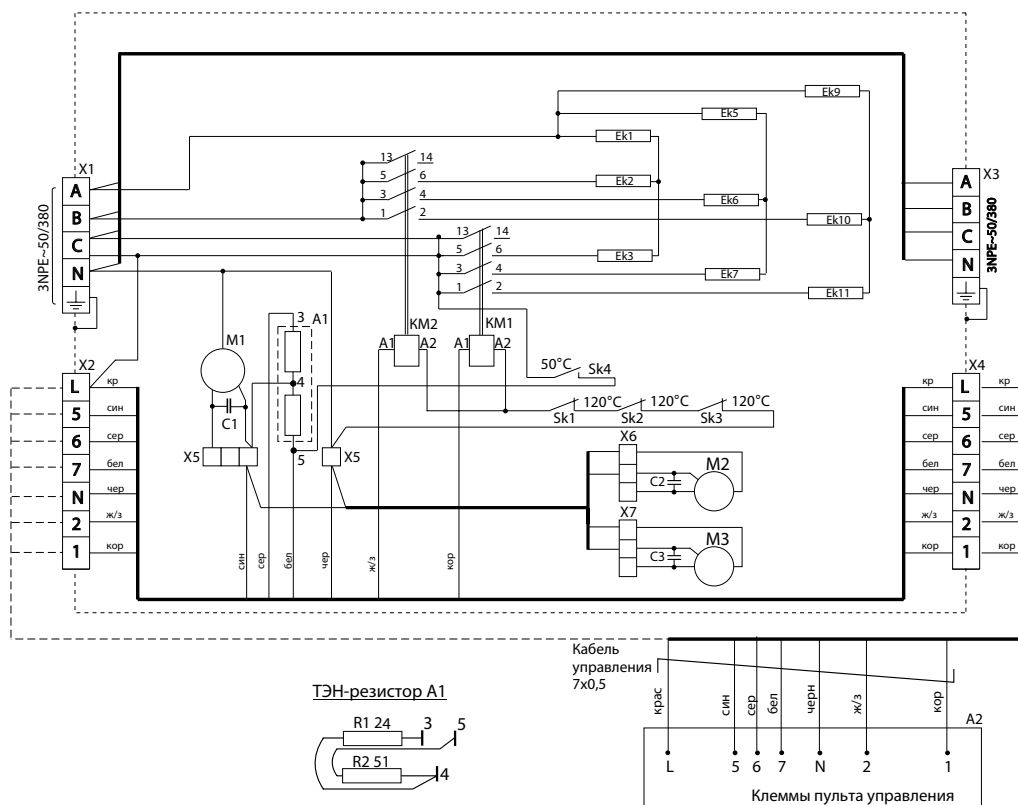 Ek9
Ek5
Ek1
13 14
X1
X3
5 6
Ek2
A
A
3 4
Ek6
B
B
1 2
Ek10
C
13 14
C
5 6
Ek3
N
3 4
Ek7
N
1 2
Ek11
3NPE~50/380
3NPE~50/380
3 A1
KM2
KM1
M1
A1 A2
A1 A2
50°C Sk4
X2
X4
4
L кр
кр L кр
120°C 120°C 120°C
5 син
син 5 син
C1
Sk1 Sk2 Sk3
6 сер
сер 6 сер
X6
X5
5
X5
M2
7 бел
бел 7 бел
C2
N чер
чер N чер
X7
2 ж/з
ж/з 2 ж/з
M3
1 кор
кор 1 кор
C3
син
сер
бел
чер
ж/з
кор
Кабель
управления
7х0,5
крас
син
сер
бел
черн
ж/з
кор
A2
L 5 6 7 N 2 1
Клеммы пульта управления
ТЭН-резистор А1
R1 24 3 5
R2 51 4